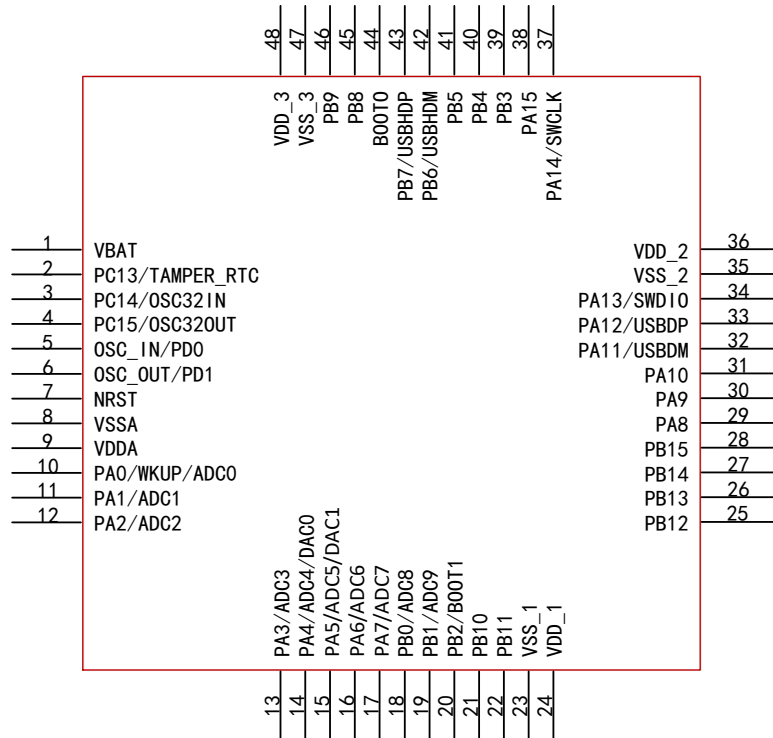 48
47
46
45
44
43
42
41
40
39
38
37
VDD_3
VSS_3
PB9
PB8
BOOT0
PB7/USBHDP
PB6/USBHDM
PB5
PB4
PB3
PA15
PA14/SWCLK
1 VBAT
2 PC13/TAMPER_RTC
3 PC14/OSC32IN
4 PC15/OSC32OUT
5 OSC_IN/PD0
6 OSC_OUT/PD1
7 NRST
8 VSSA
9 VDDA
10 PA0/WKUP/ADC0
11 PA1/ADC1
12 PA2/ADC2
VDD_2 36
VSS_2 35
PA13/SWDIO 34
PA12/USBDP 33
PA11/USBDM 32
PA10 31
PA9 30
PA8 29
PB15 28
PB14 27
PB13 26
PB12 25
PA3/ADC3
PA4/ADC4/DAC0
PA5/ADC5/DAC1
PA6/ADC6
PA7/ADC7
PB0/ADC8
PB1/ADC9
PB2/BOOT1
PB10
PB11
VSS_1
VDD_1
13
14
15
16
17
18
19
20
21
22
23
24